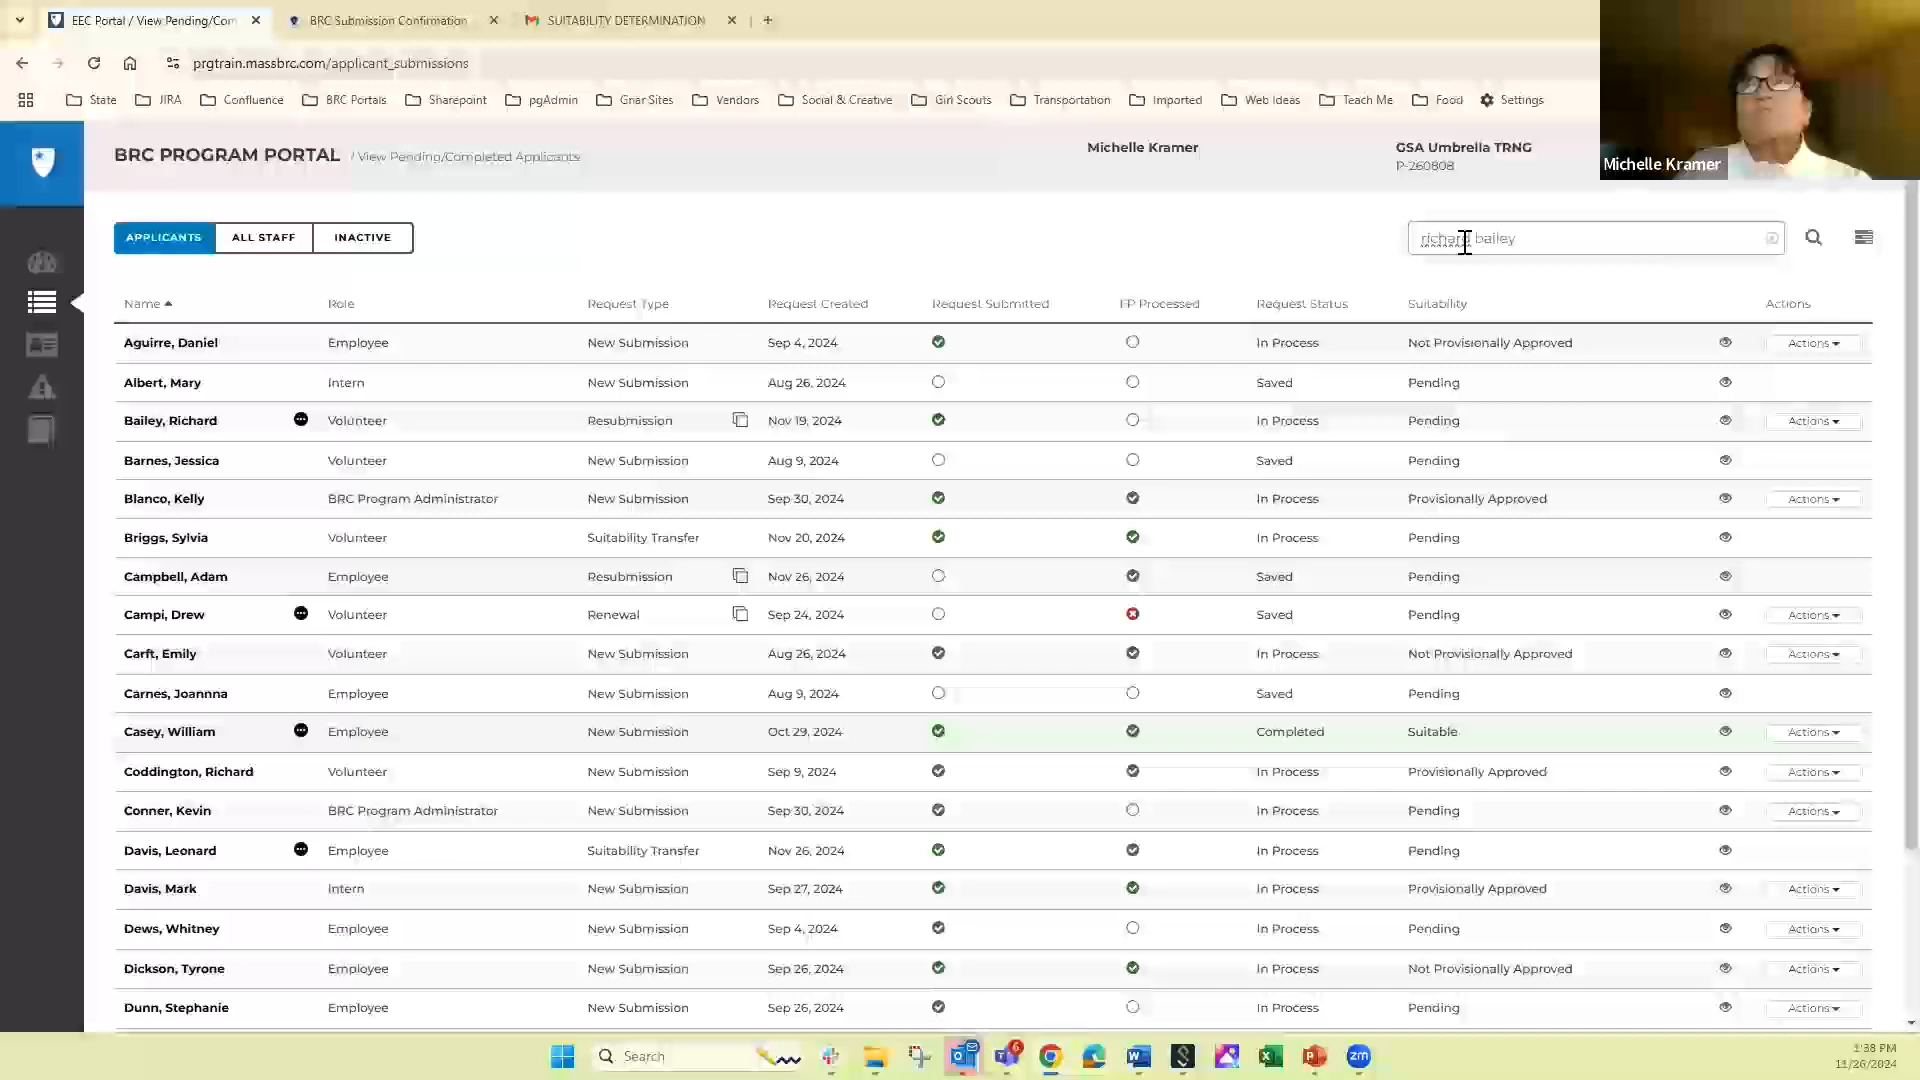 EEC Portal / View Pending/Com
BRC Submission Confirmation
SUITABILITY DETERMINATION
prgtrain.massbrc.com/applicant_submissions
State
JIRA
Confluence
BRC Portals
Sharepoint
pgAdmin
Gnar Sites
Vendors
Social & Creative
Girl Scouts
Transportation
Imported
Web Ideas
Teach Me
Food
Settings
BRC PROGRAM PORTAL / View Pending/Completed Applicants
Michelle Kramer
GSA Umbrella TRNG
P-260808
Michelle Kramer
APPLICANTS ALL STAFF INACTIVE
richard bailey
Name Role Request Type Request Created Request Submitted FP Processed Request Status Suitability Actions
Aguirre, Daniel Employee New Submission Sep 4, 2024 In Process Not Provisionally Approved Actions
Albert, Mary Intern New Submission Aug 26, 2024 Saved Pending
Bailey, Richard Volunteer Resubmission Nov 19, 2024 In Process Pending Actions
Barnes, Jessica Volunteer New Submission Aug 9, 2024 Saved Pending
Blanco, Kelly BRC Program Administrator New Submission Sep 30, 2024 In Process Provisionally Approved Actions
Briggs, Sylvia Volunteer Suitability Transfer Nov 20, 2024 In Process Pending
Campbell, Adam Employee Resubmission Nov 26, 2024 Saved Pending
Campi, Drew Volunteer Renewal Sep 24, 2024 Saved Pending Actions
Carft, Emily Volunteer New Submission Aug 26, 2024 In Process Not Provisionally Approved Actions
Carnes, Joannna Employee New Submission Aug 9, 2024 Saved Pending
Casey, William Employee New Submission Oct 29, 2024 Completed Suitable Actions
Coddington, Richard Volunteer New Submission Sep 9, 2024 In Process Provisionally Approved Actions
Conner, Kevin BRC Program Administrator New Submission Sep 30, 2024 In Process Pending Actions
Davis, Leonard Employee Suitability Transfer Nov 26, 2024 In Process Pending
Davis, Mark Intern New Submission Sep 27, 2024 In Process Provisionally Approved Actions
Dews, Whitney Employee New Submission Sep 4, 2024 In Process Pending Actions
Dickson, Tyrone Employee New Submission Sep 26, 2024 In Process Not Provisionally Approved Actions
Dunn, Stephanie Employee New Submission Sep 26, 2024 In Process Pending Actions
Search
6
zm
1:38 PM
11/26/2024